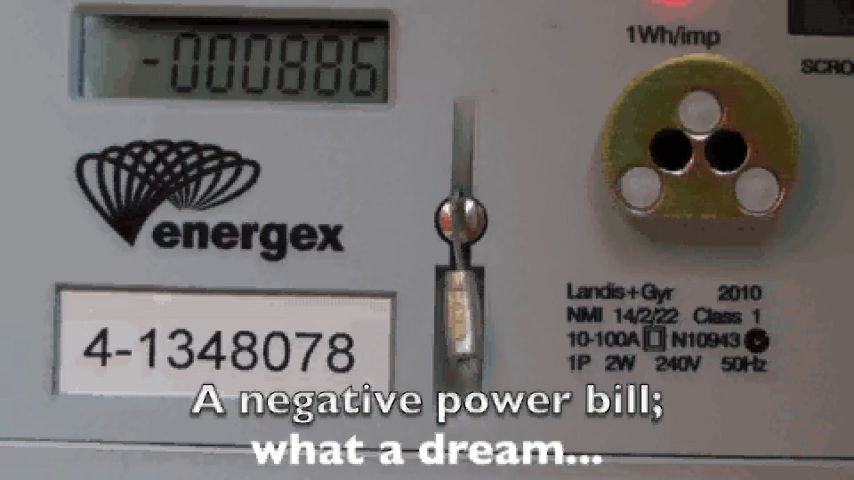 -000886
1Wh/imp
SCRO
energex
Landis+Gyr 2010
NMI 14/2/22 Class 1
10-100A N10943
1P 2W 240V 50Hz
4-1348078
A negative power bill;
what a dream...